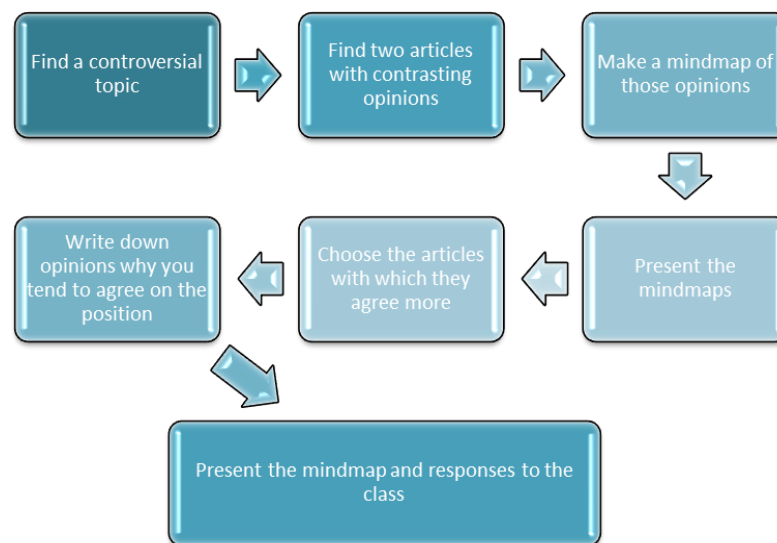 Find a controversial
topic
Find two articles
with contrasting
opinions
Make a mindmap of
those opinions
Present the
mindmaps
Choose the articles
with which they
agree more
Write down
opinions why you
tend to agree on the
position
Present the mindmap and responses to the
class